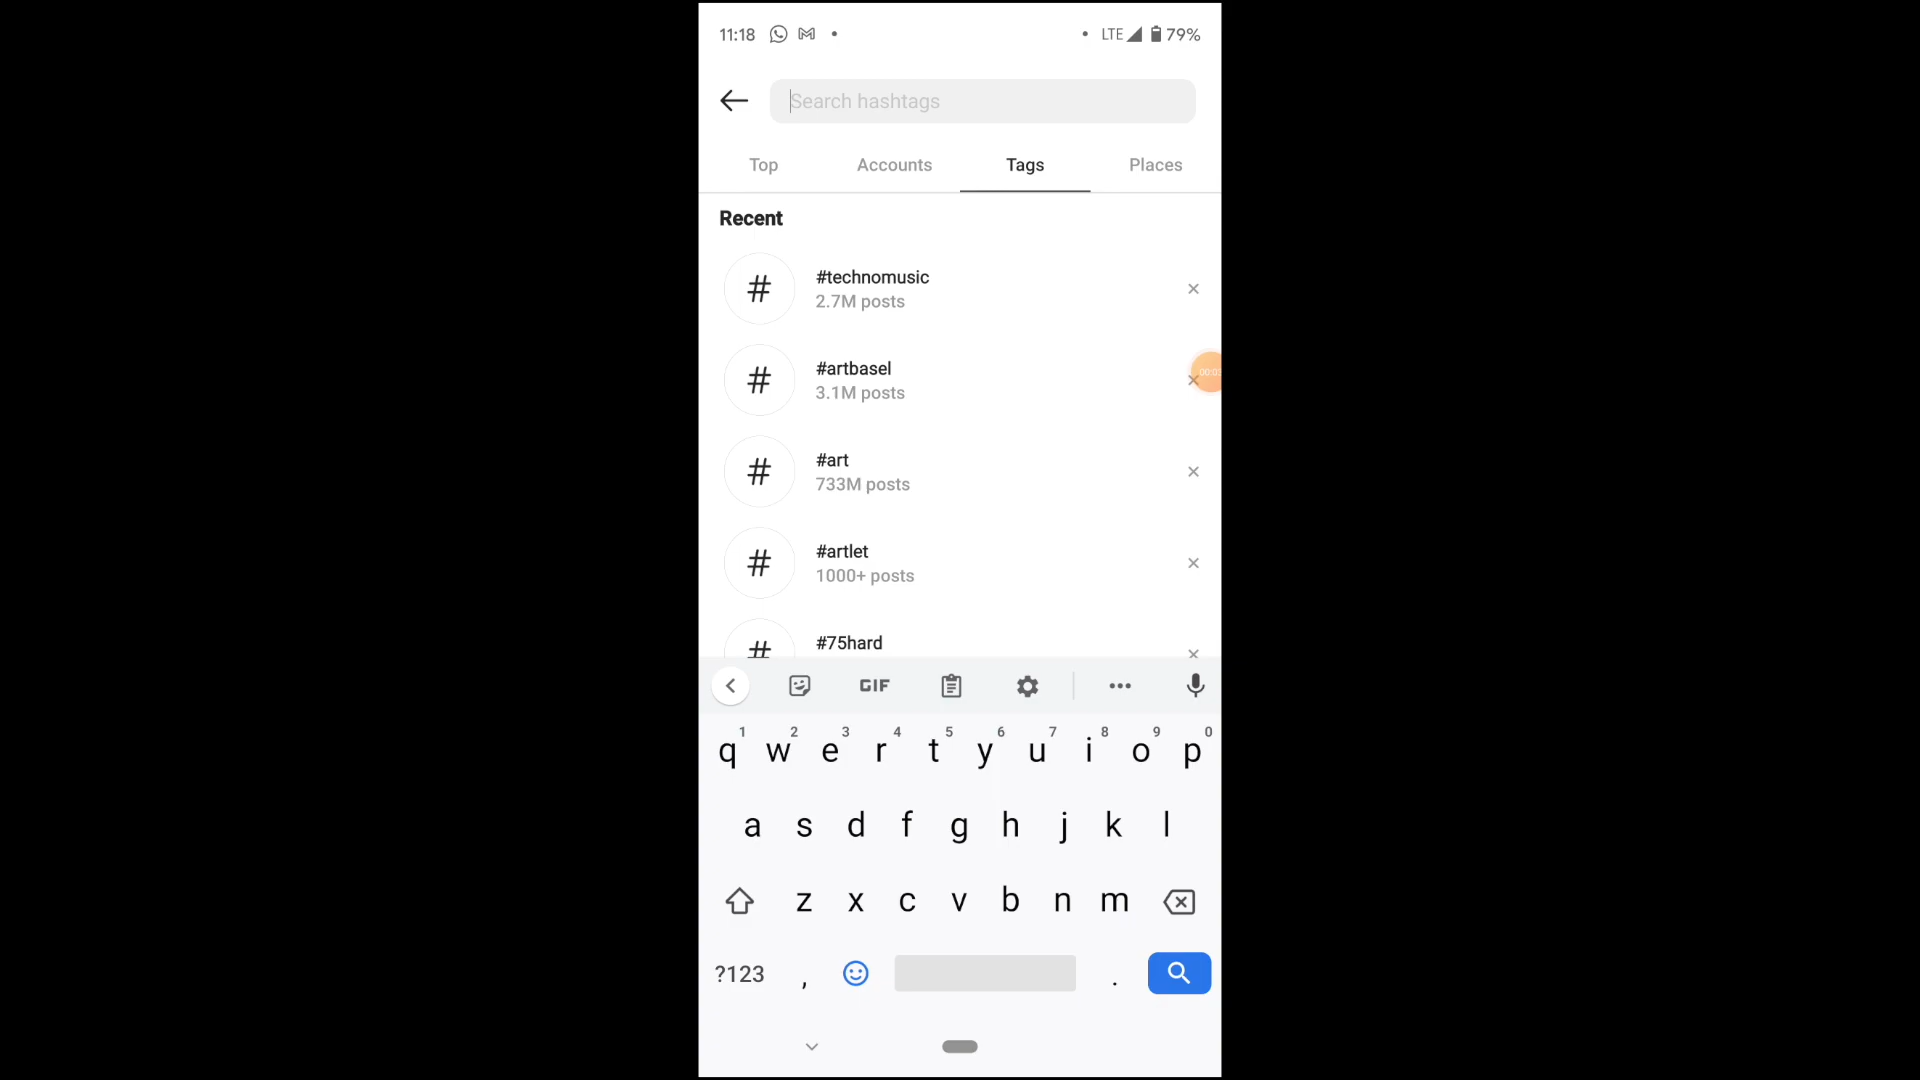 11:18 LTE 79%
Search hashtags
Top Accounts Tags Places
Recent
# #technomusic
2.7M posts
# #artbasel
3.1M posts
# #art
733M posts
# #artlet
1000+ posts
# #75hard
GIF
1 2 3 4 5 6 7 8 9 0
q w e r t y u i o p
a s d f g h j k l
z x c v b n m
?123 , .